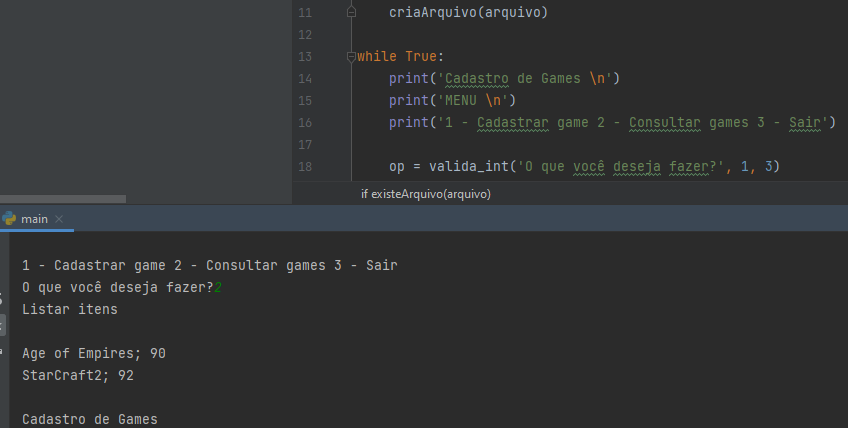 11 criaArquivo(arquivo)
12
13 while True:
14 print('Cadastro de Games \n')
15 print('MENU \n')
16 print('1 - Cadastrar game 2 - Consultar games 3 - Sair')
17
18 op = valida_int('O que você deseja fazer?', 1, 3)
if existeArquivo(arquivo)
main ×
1 - Cadastrar game 2 - Consultar games 3 - Sair
O que você deseja fazer?2
Listar itens
Age of Empires; 90
StarCraft2; 92
Cadastro de Games